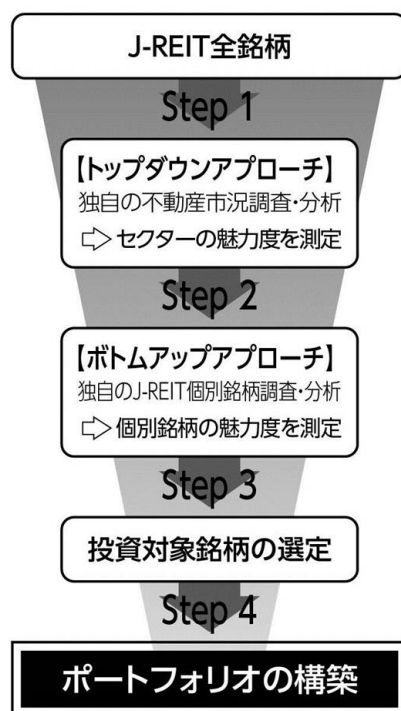 J-REIT全銘柄
Step 1
【トップダウンアプローチ】
独自の不動産市況調査・分析
⇨セクターの魅力度を測定
Step 2
【ボトムアップアプローチ】
独自のJ-REIT個別銘柄調査・分析
⇨個別銘柄の魅力度を測定
Step 3
投資対象銘柄の選定
Step 4
ポートフォリオの構築